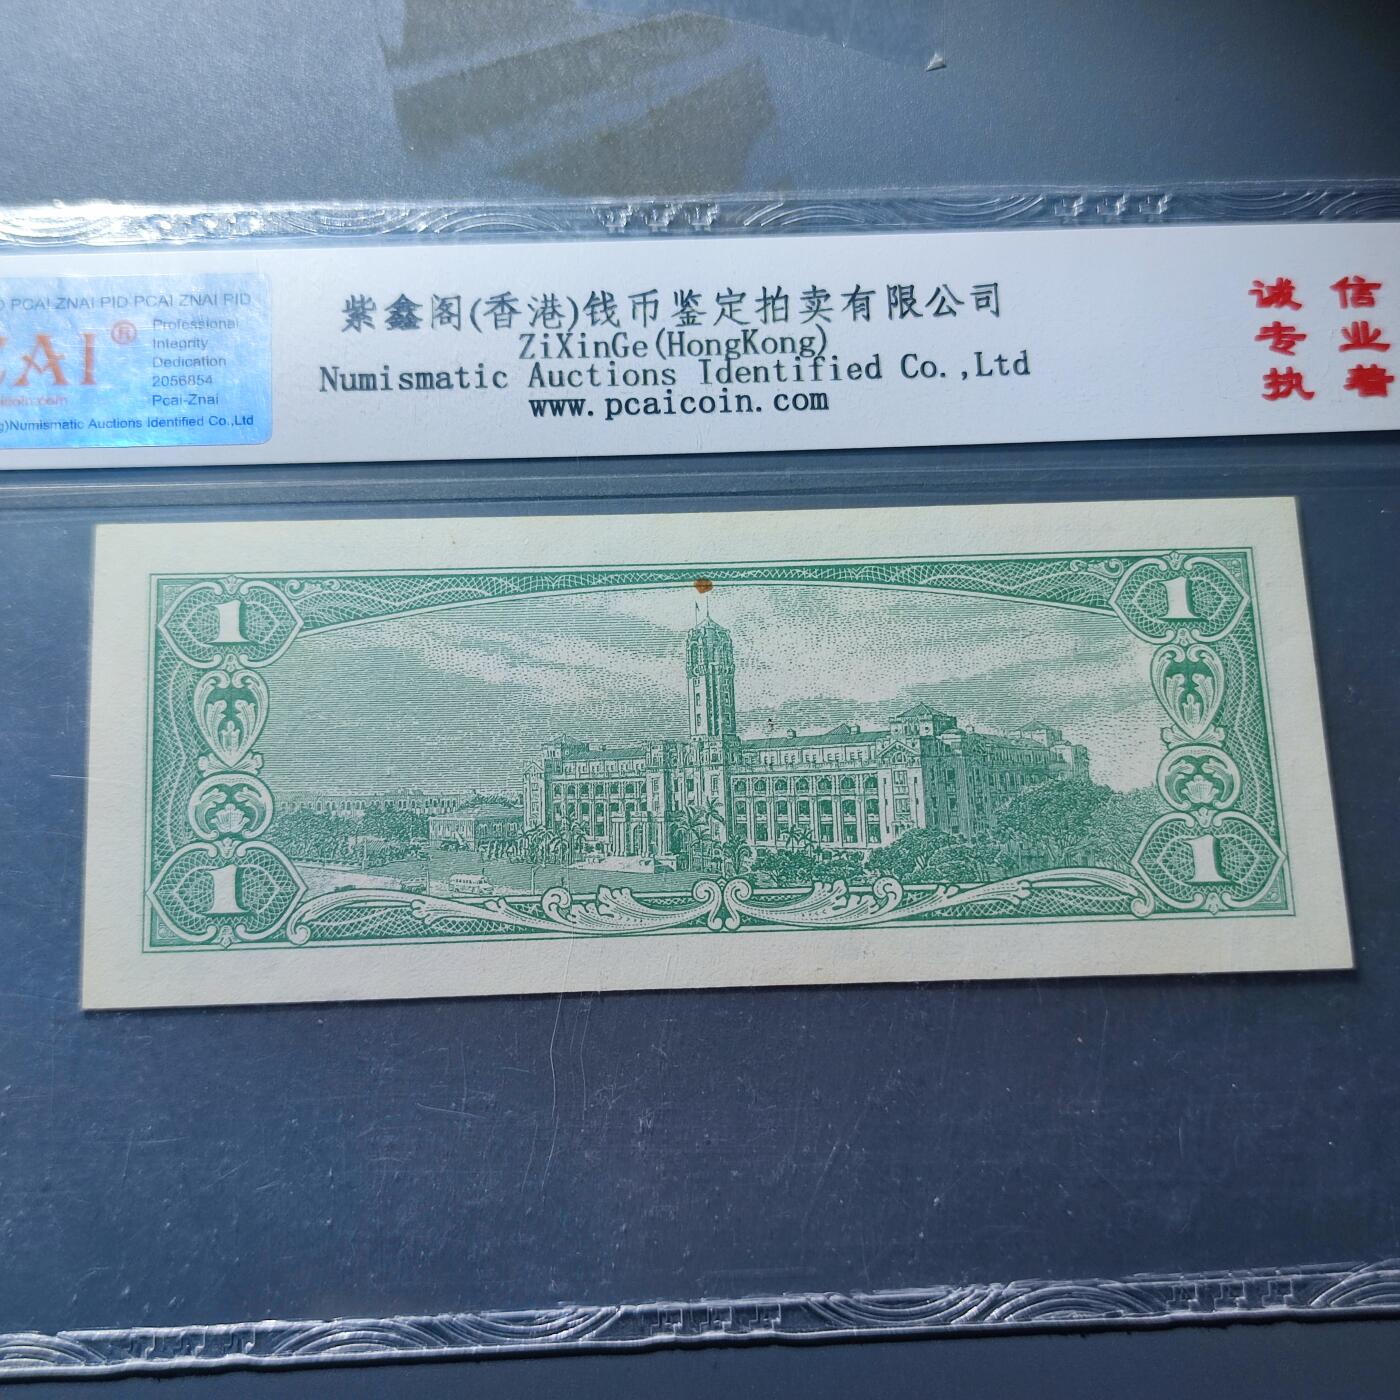 PCAI ZNAI PID PCAI ZNAI PID
CAI®
Professional
Integrity
Dedication
2056854
Pcai-Znai
Numismatic Auctions Identified Co.,Ltd
紫鑫阁(香港)钱币鉴定拍卖有限公司
ZiXinGe(HongKong)
Numismatic Auctions Identified Co.,Ltd
www.pcaicoin.com
诚信
专业
执着
1
1
1
1